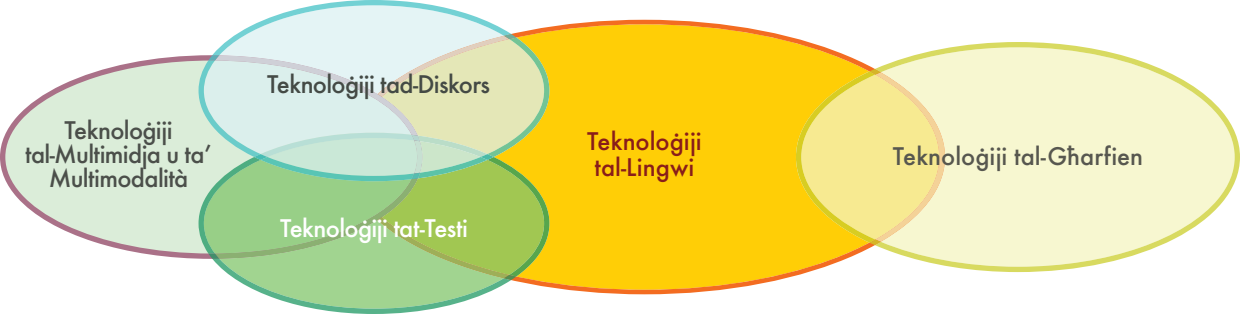 Teknoloġiji tad-Diskors
Teknoloġiji
tal-Multimidja u ta’
Multimodalità
Teknoloġiji tat-Testi
Teknoloġiji
tal-Lingwi
Teknoloġiji tal-Għarfien